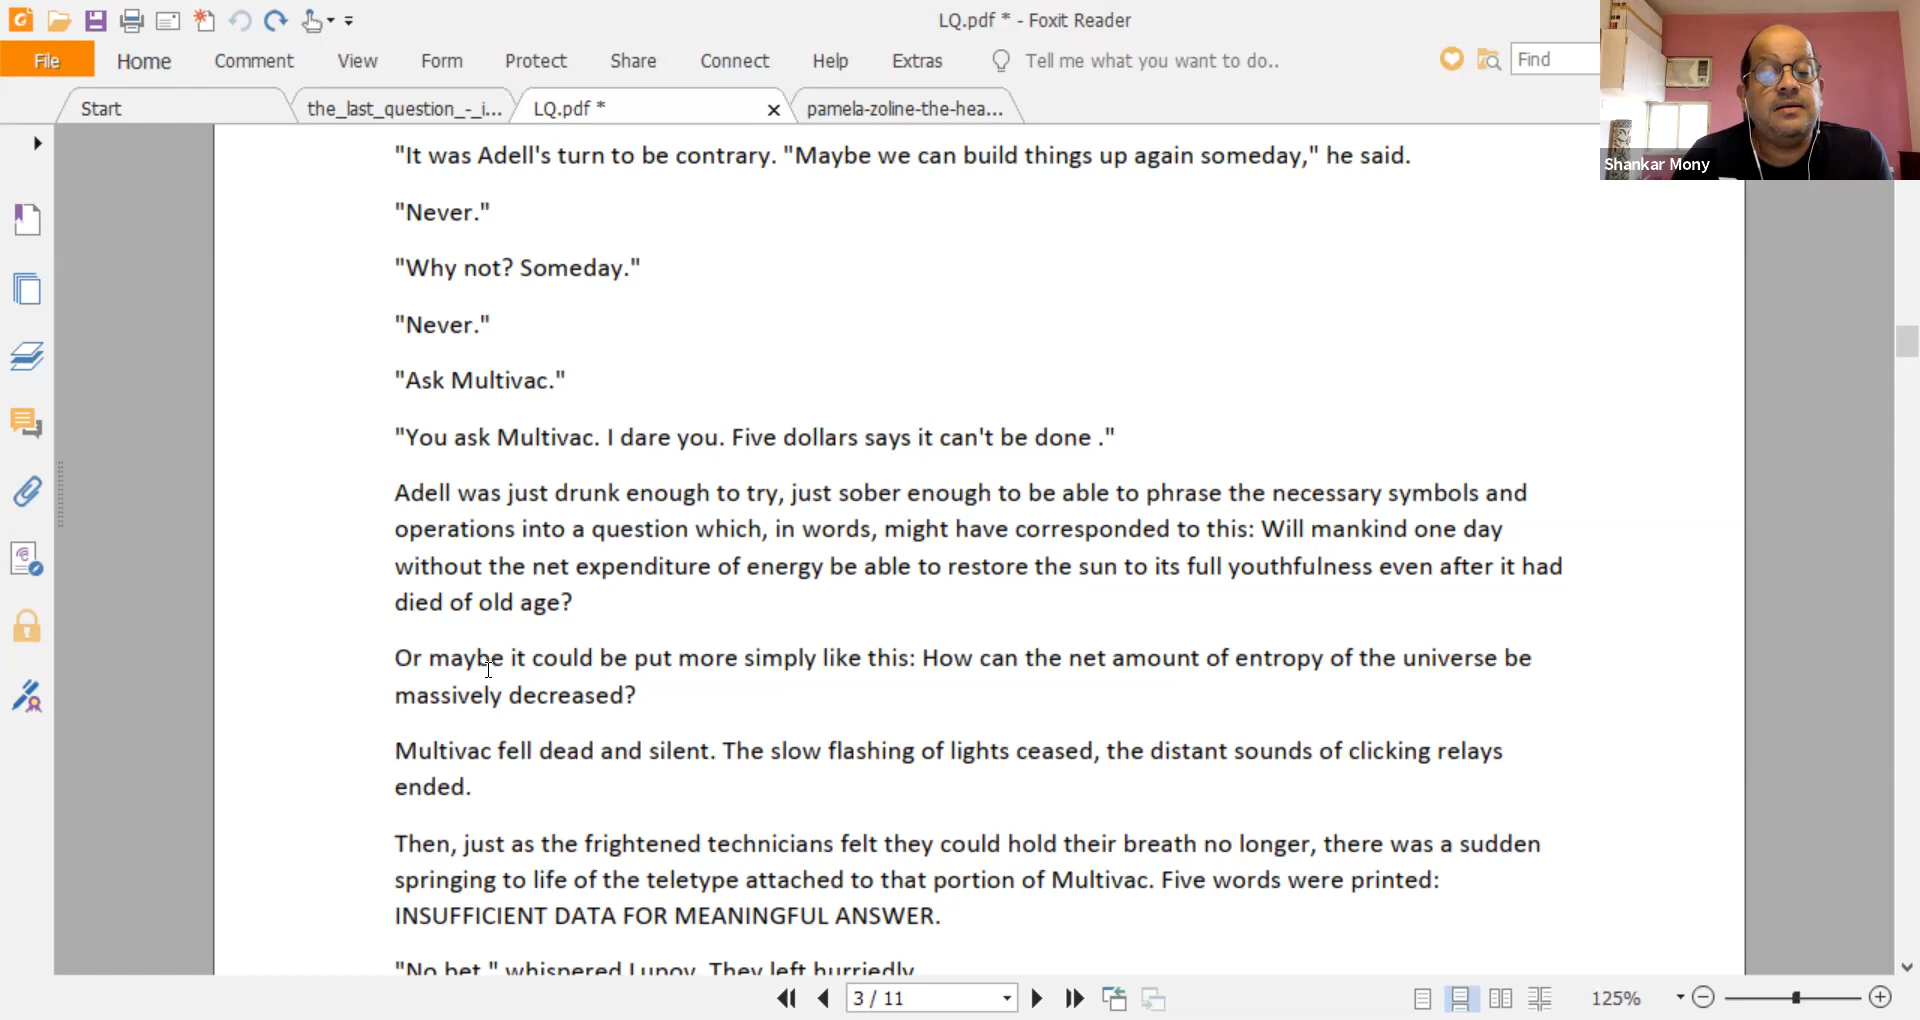 LQ.pdf * - Foxit Reader
File Home Comment View Form Protect Share Connect Help Extras Tell me what you want to do.. Find
Start the_last_question_-_i... LQ.pdf * pamela-zoline-the-hea...
Shankar Mony
"It was Adell's turn to be contrary. "Maybe we can build things up again someday," he said.
"Never."
"Why not? Someday."
"Never."
"Ask Multivac."
"You ask Multivac. I dare you. Five dollars says it can't be done ."
Adell was just drunk enough to try, just sober enough to be able to phrase the necessary symbols and
operations into a question which, in words, might have corresponded to this: Will mankind one day
without the net expenditure of energy be able to restore the sun to its full youthfulness even after it had
died of old age?
Or maybe it could be put more simply like this: How can the net amount of entropy of the universe be
massively decreased?
Multivac fell dead and silent. The slow flashing of lights ceased, the distant sounds of clicking relays
ended.
Then, just as the frightened technicians felt they could hold their breath no longer, there was a sudden
springing to life of the teletype attached to that portion of Multivac. Five words were printed:
INSUFFICIENT DATA FOR MEANINGFUL ANSWER.
"No bet," whispered Lupov. They left hurriedly.
3 / 11 125%